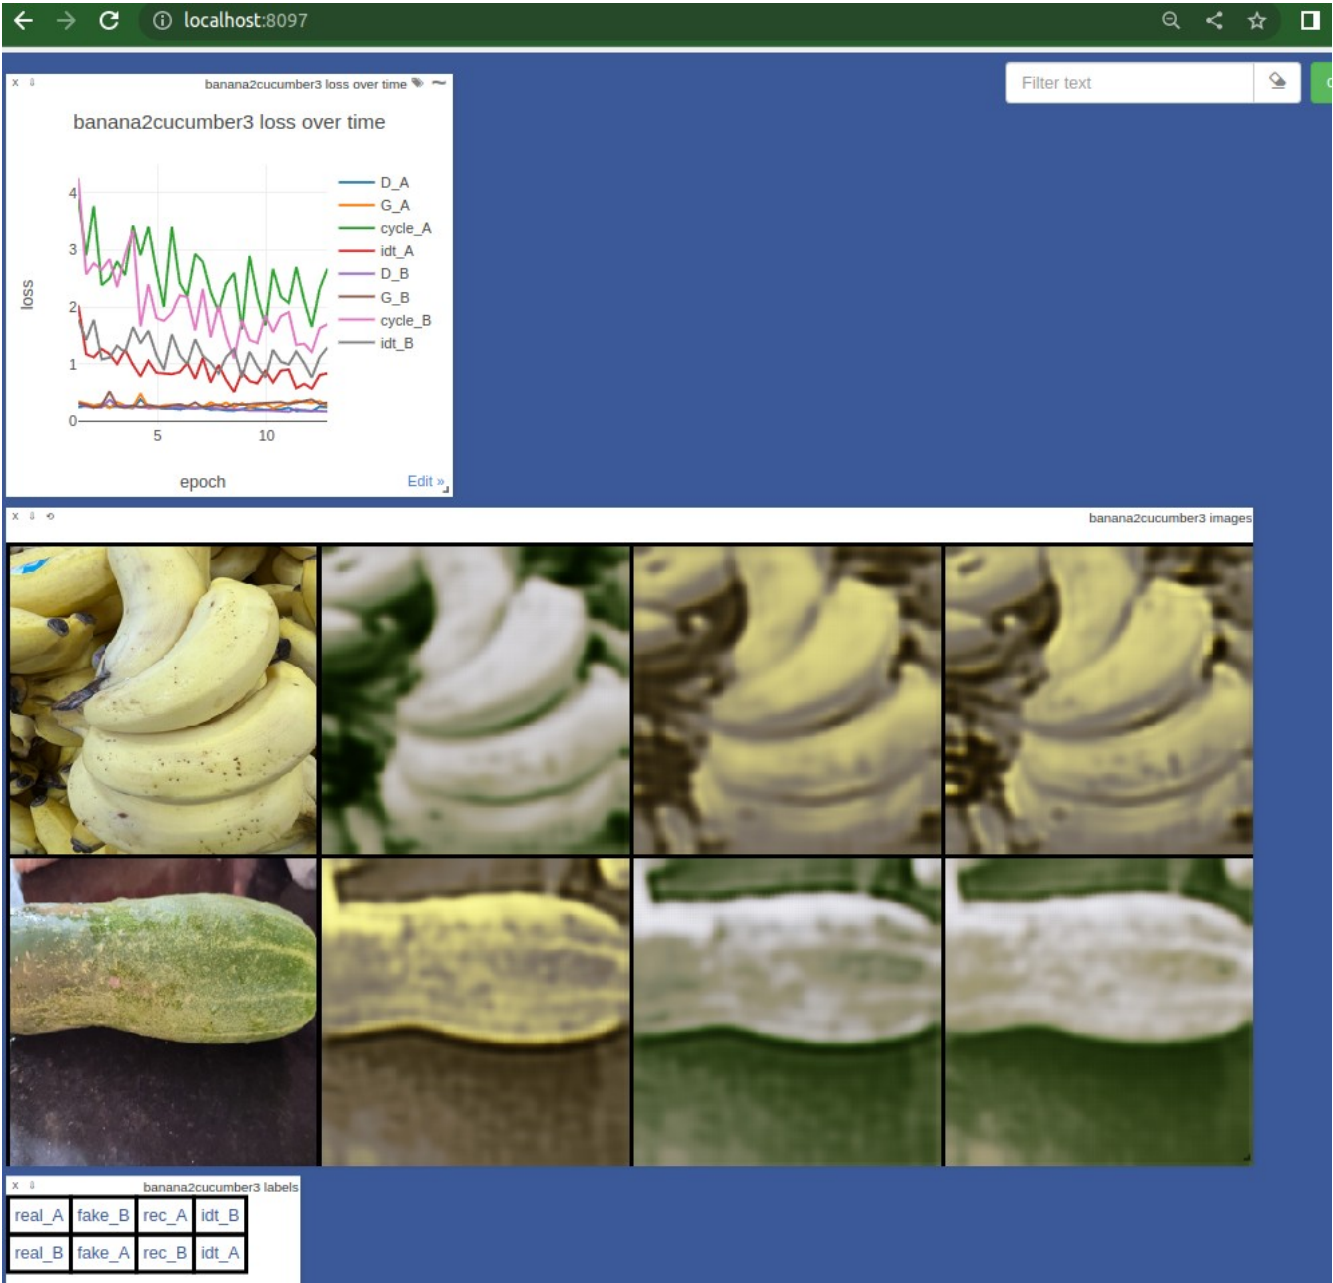 localhost:8097
X banana2cucumber3 loss over time
Filter text
banana2cucumber3 loss over time
D_A
G_A
cycle_A
idt_A
D_B
G_B
cycle_B
idt_B
4
3
2
1
0
loss
5 10
epoch
Edit »
X banana2cucumber3 images
X banana2cucumber3 labels
real_A fake_B rec_A idt_B
real_B fake_A rec_B idt_A